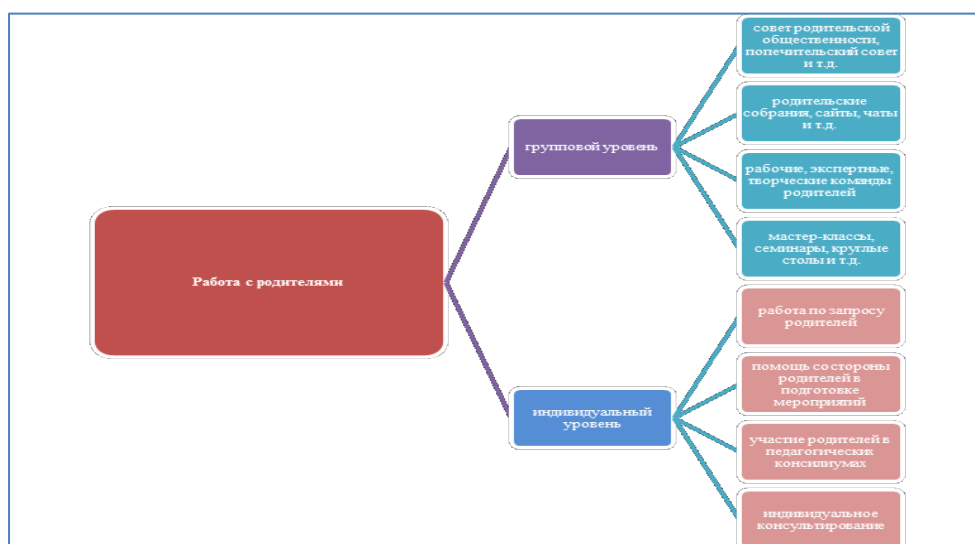 Работа с родителями
групповой уровень
совет родительской
общественности,
попечительский совет
и т.д.
родительские
собрания, сайты, чаты
и т.д.
рабочие, экспертные,
творческие команды
родителей
мастер-классы,
семинары, круглые
столы и т.д.
индивидуальный
уровень
работа по запросу
родителей
помощь со стороны
родителей в
подготовке
мероприятий
участие родителей в
педагогических
консилиумах
индивидуальное
консультирование